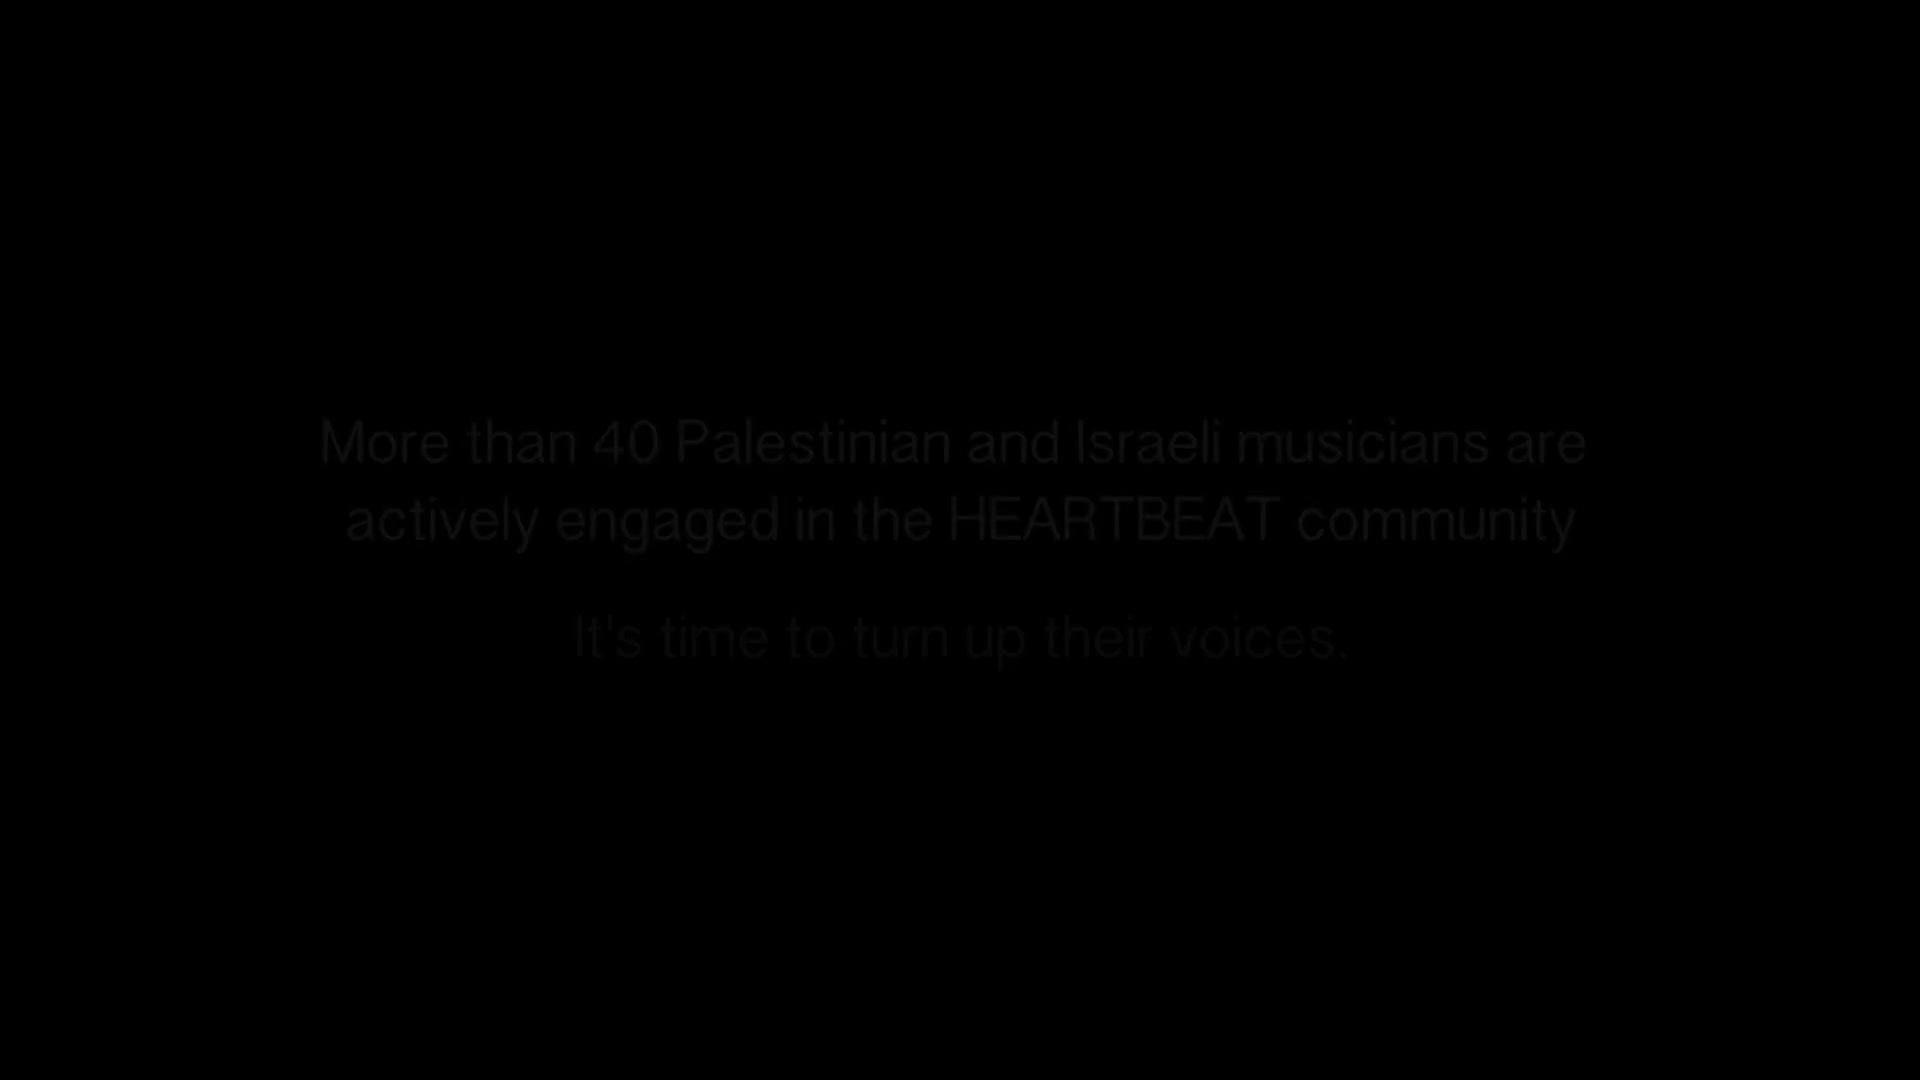 More than 40 Palestinian and Israeli musicians are
actively engaged in the HEARTBEAT community
It's time to turn up their voices.